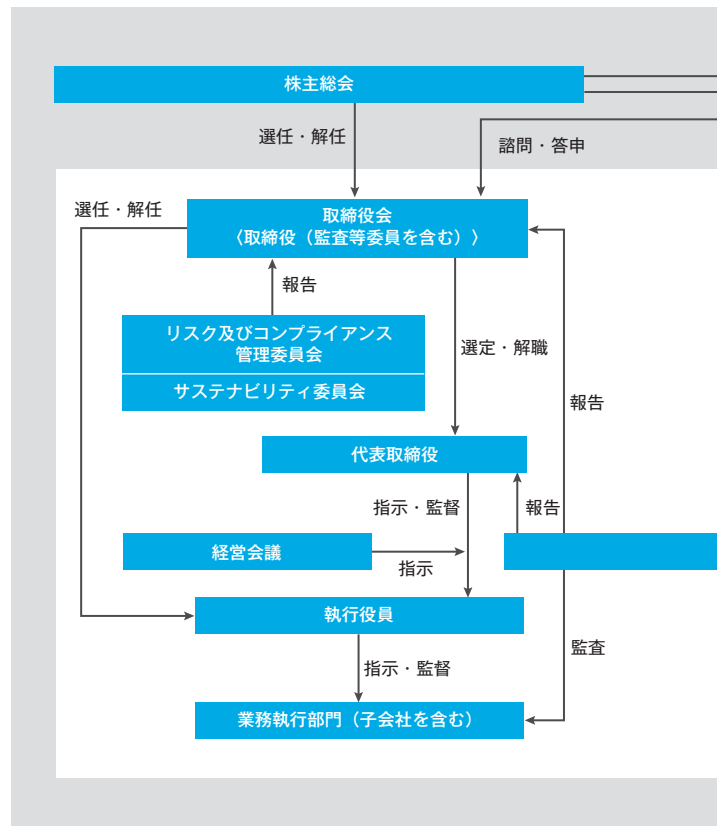 株主総会
選任・解任
諮問・答申
選任・解任
取締役会
〈取締役（監査等委員を含む）〉
報告
リスク及びコンプライアンス
管理委員会
選定・解職
サステナビリティ委員会
報告
代表取締役
指示・監督
報告
経営会議
指示
執行役員
監査
指示・監督
業務執行部門（子会社を含む）